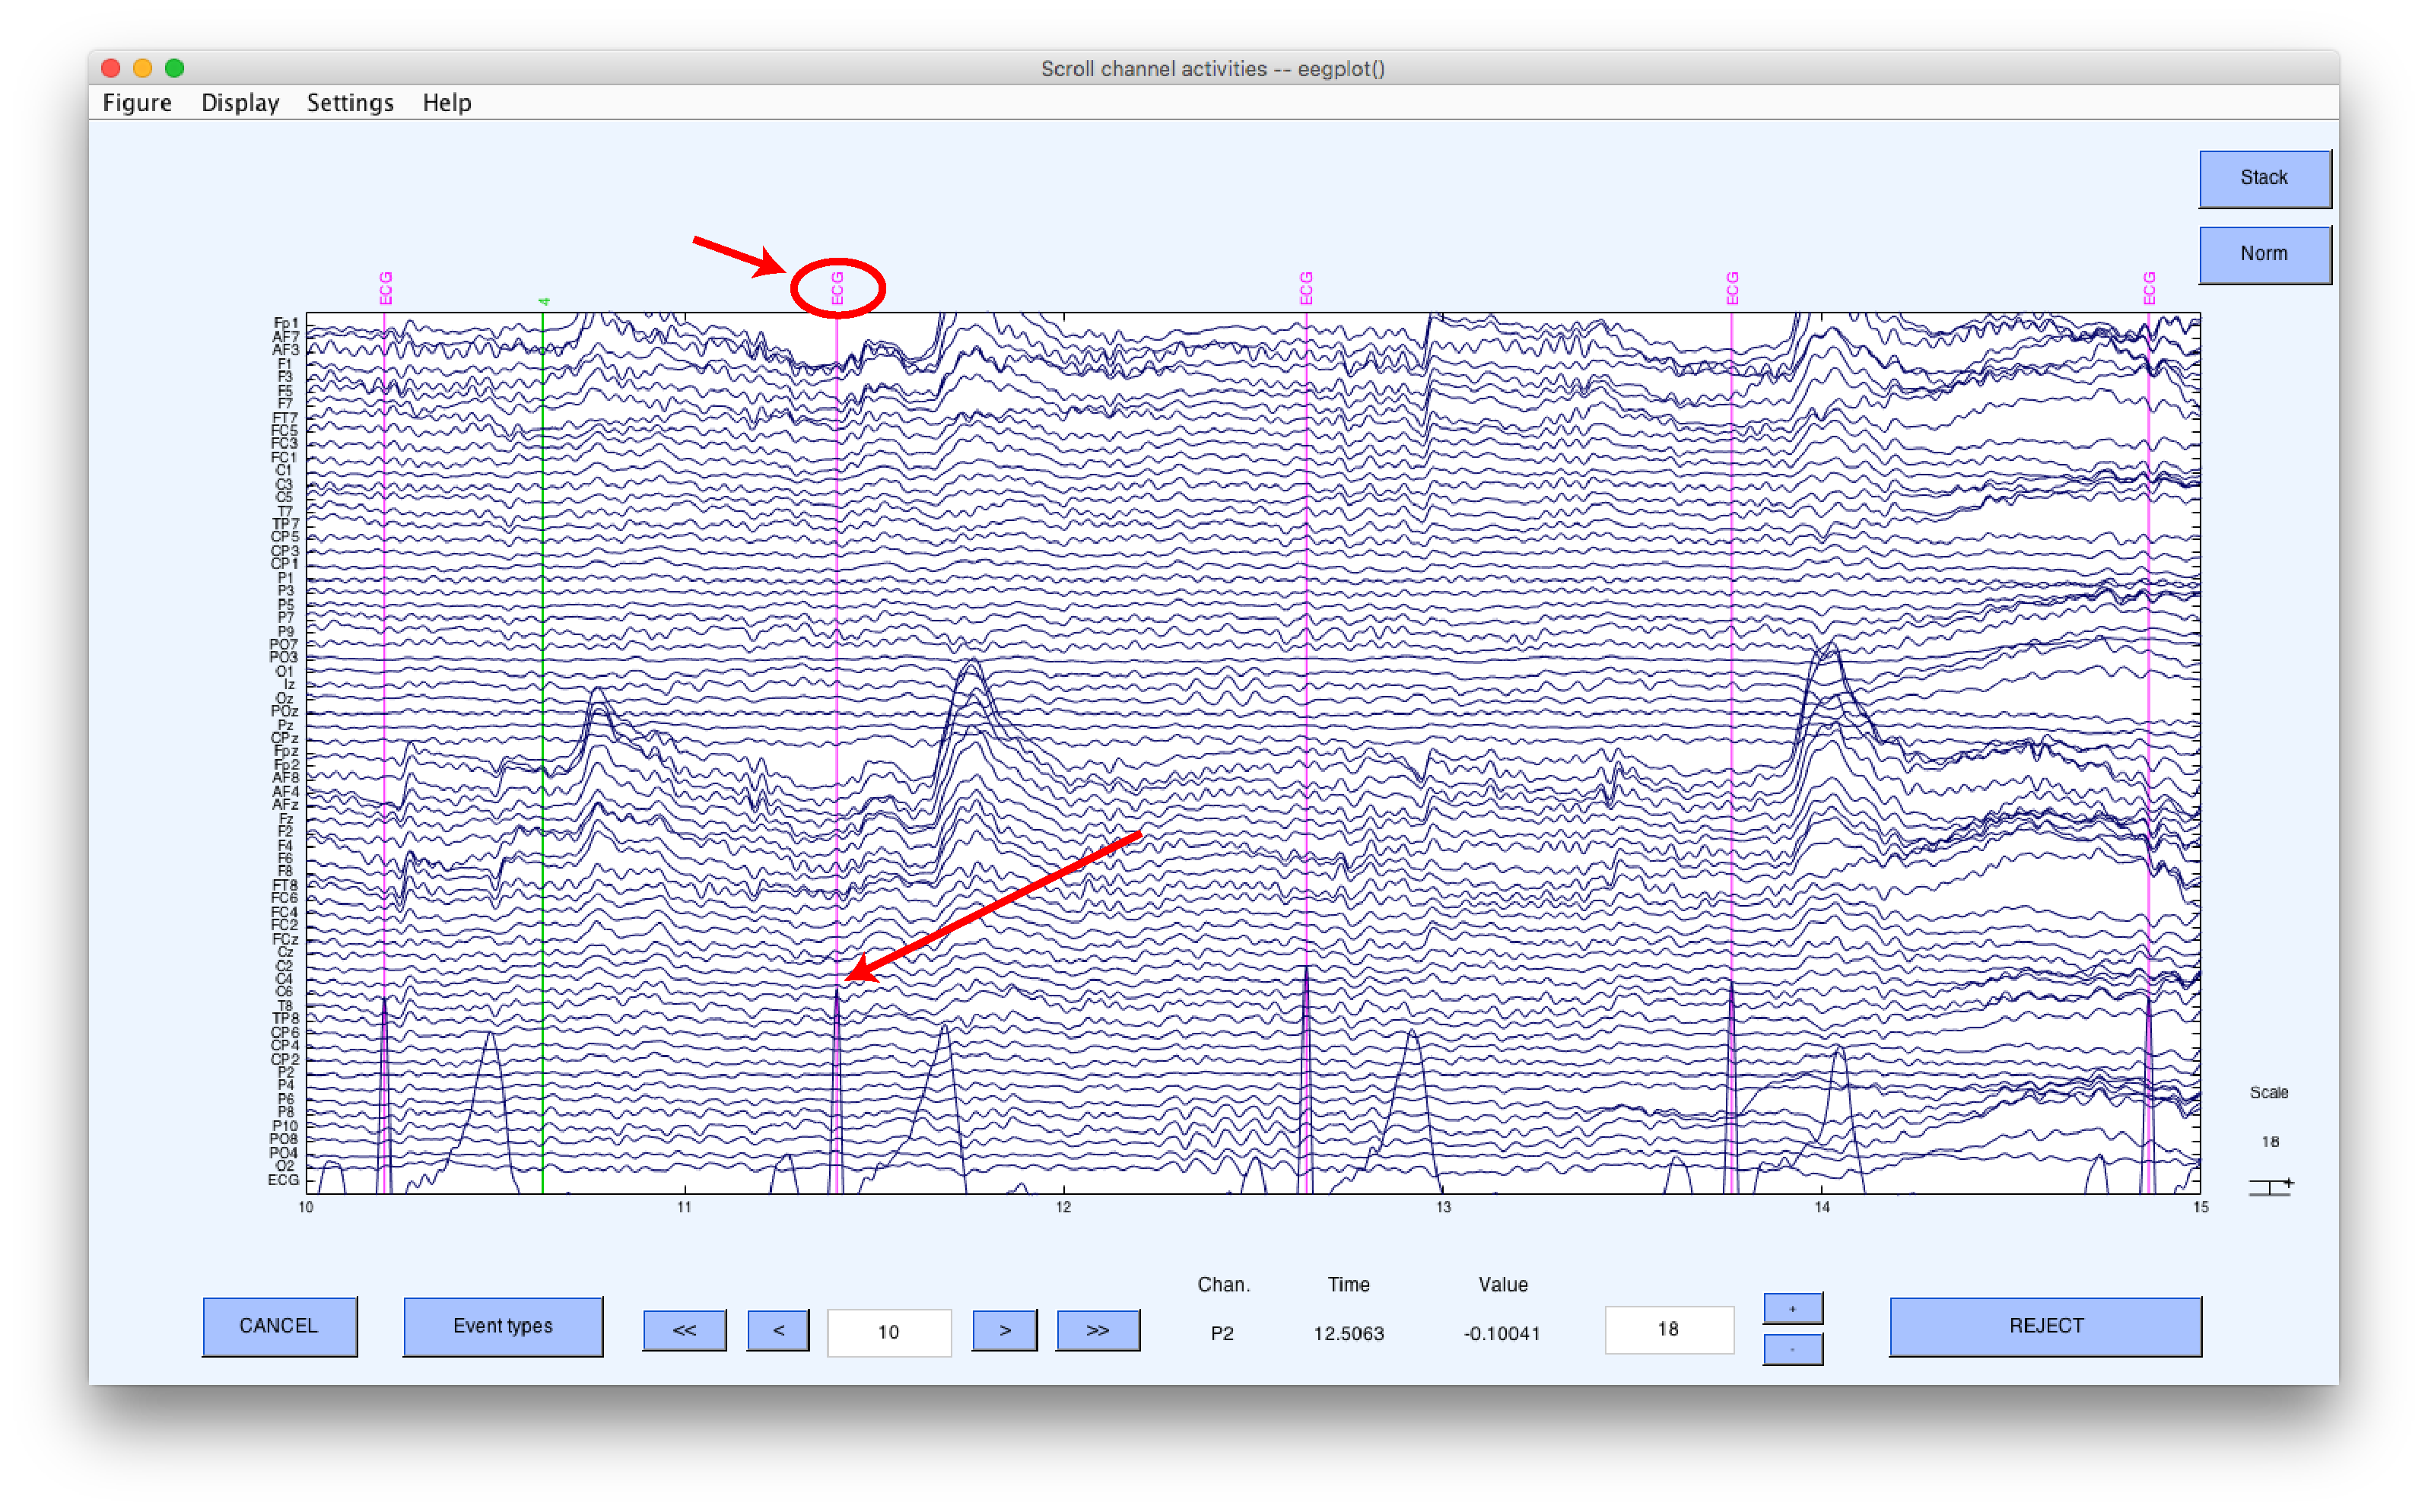 Scroll channel activities -- eegplot()
Figure Display Settings Help
Stack
Norm
ECG 4 ECG ECG ECG ECG
Fp1
AF7
AF3
F1
F3
F5
F7
FT7
FC5
FC3
FC1
C1
C3
C5
T7
TP7
CP5
CP3
CP1
P1
P3
P5
P7
P9
PO7
PO3
O1
Iz
Oz
POz
Pz
CPz
Fpz
Fp2
AF8
AF4
AFz
Fz
F2
F4
F6
F8
FT8
FC6
FC4
FC2
FCz
Cz
C2
C4
C6
T8
TP8
CP6
CP4
CP2
P2
P4
P6
P8
P10
PO8
PO4
O2
ECG
Scale
18
+
10 11 12 13 14 15
Chan. Time Value
CANCEL Event types << < 10 > >> P2 12.5063 -0.10041 18 + - REJECT